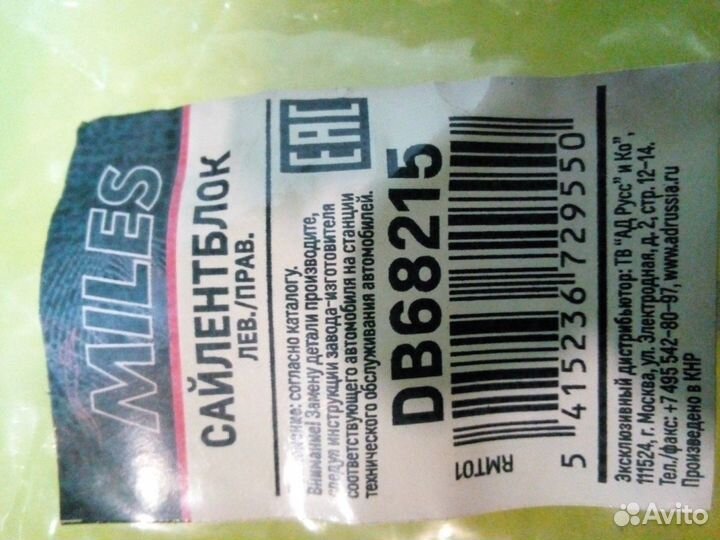 MILES
САЙЛЕНТБЛОК
ЛЕВ./ПРАВ.
EAC
согласно каталогу.
Внимание! Замену детали производите,
следуя инструкции завода-изготовителя
соответствующего автомобиля на станции
технического обслуживания автомобилей.
DB68215
RMT01
5 415236 729550
Эксклюзивный дистрибьютор: ТВ "АД Русс" и Ко",
111524, г. Москва, ул. Электродная, д. 2, стр. 12-14.
Тел./факс: +7 495 542-80-97, www.adrussia.ru
Произведено в КНР
Avito